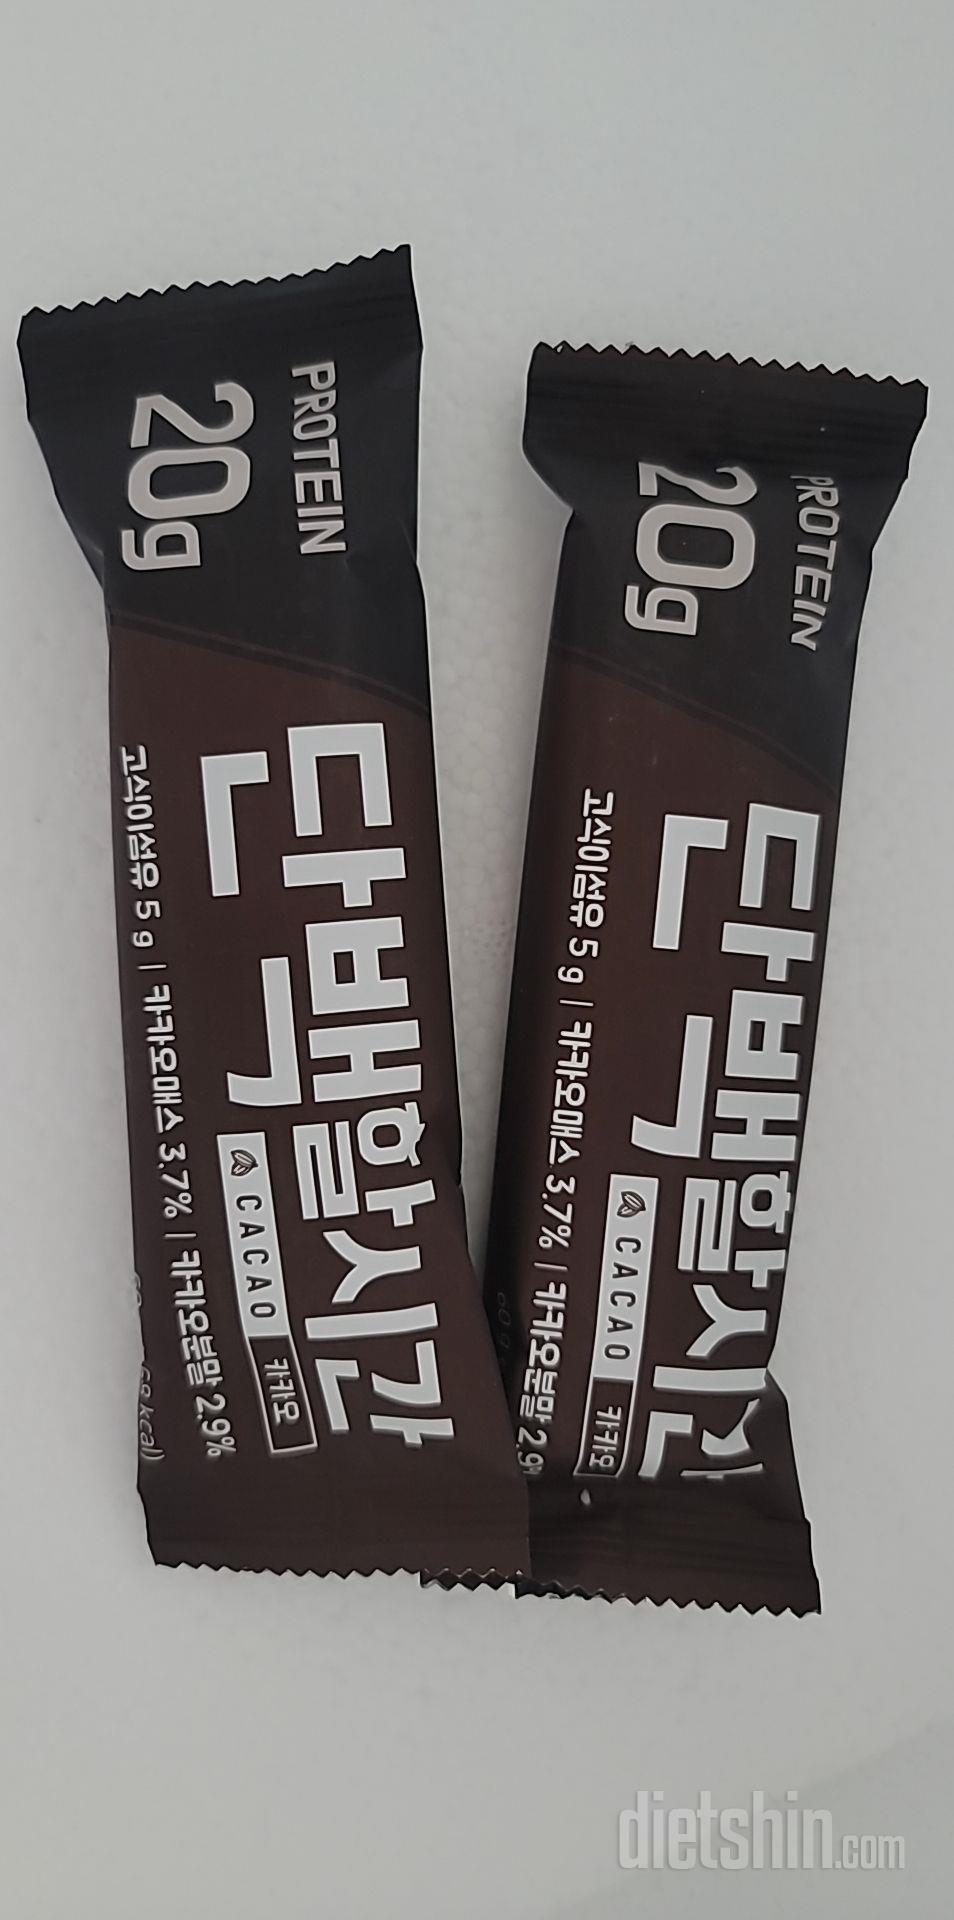 PROTEIN
20g
단백할시간
CACAO 카카오
고식이섬유 5 g | 카카오매스 3.7% | 카카오분말 2.9%
PROTEIN
20g
단백할시간
CACAO 카카오
고식이섬유 5 g | 카카오매스 3.7% | 카카오분말 2.9%
60 g
dietshin.com